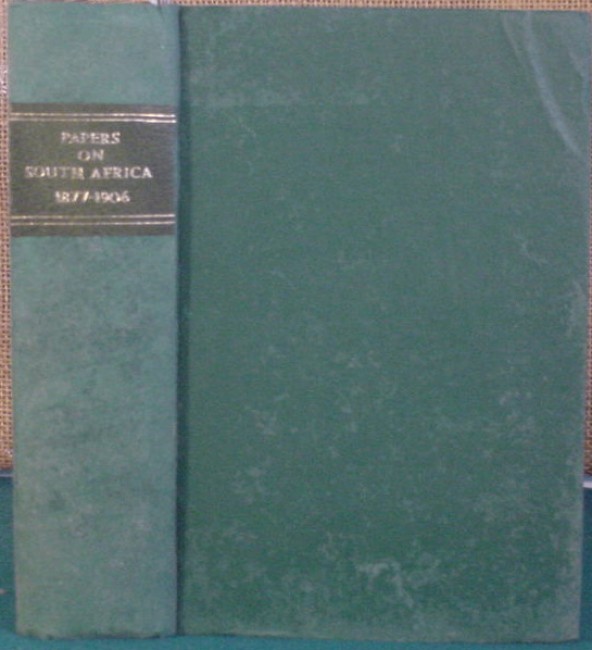 PAPERS
ON
SOUTH AFRICA
1877-1906